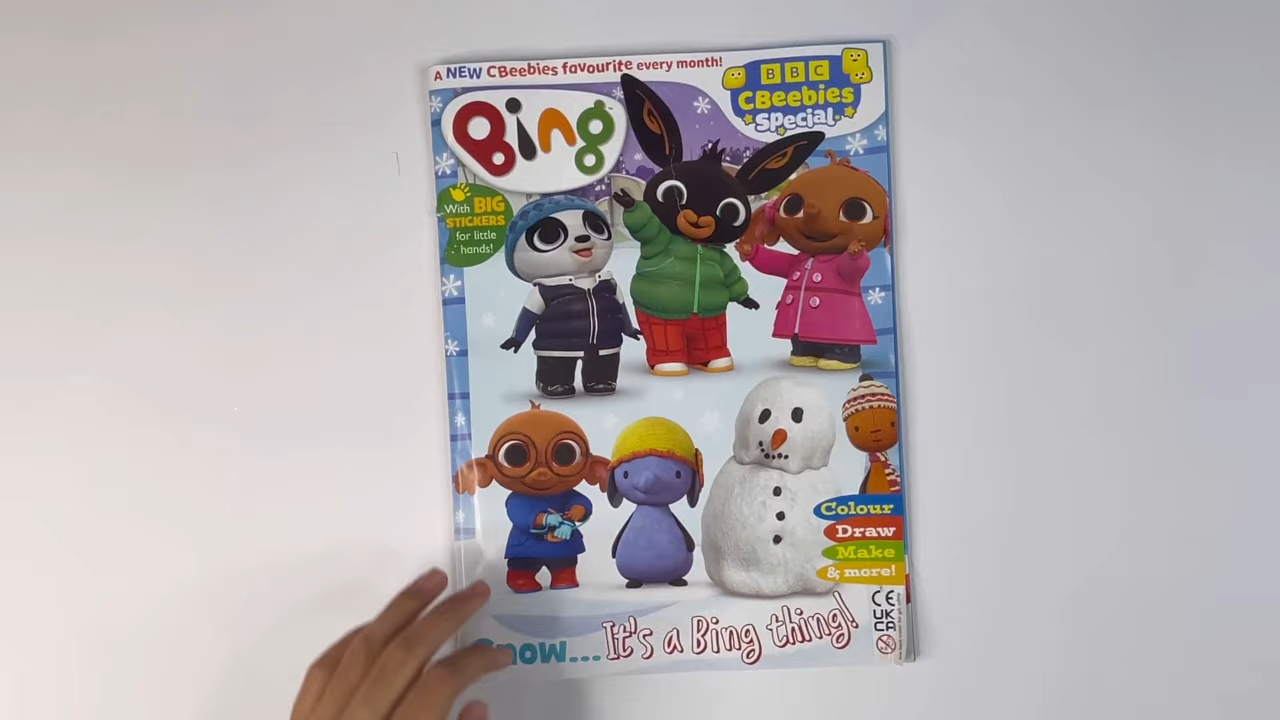 A NEW CBeebies favourite every month!
BBC
CBeebies
Special
Bing
With BIG
STICKERS
for little
hands!
Colour
Draw
Make
& more!
CE
UK
CA
Snow... It's a Bing thing!